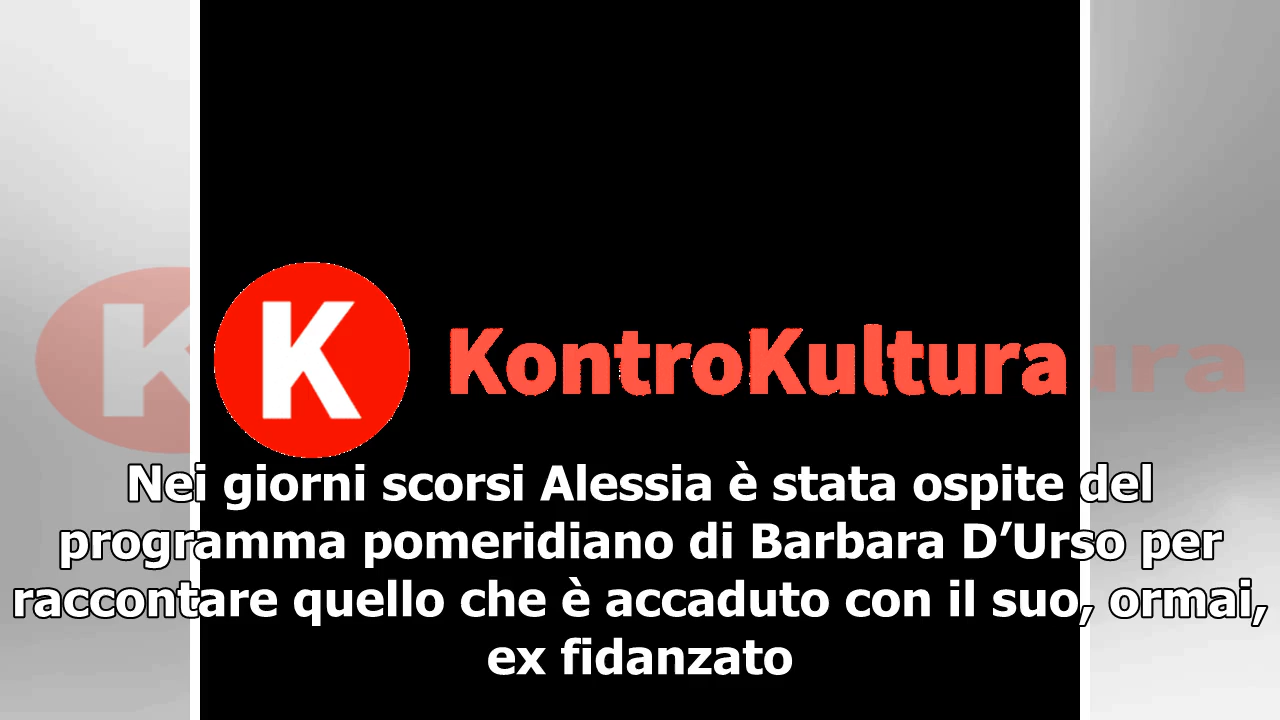 K KontroKultura
K ura
Nei giorni scorsi Alessia è stata ospite del
programma pomeridiano di Barbara D’Urso per
raccontare quello che è accaduto con il suo, ormai,
ex fidanzato